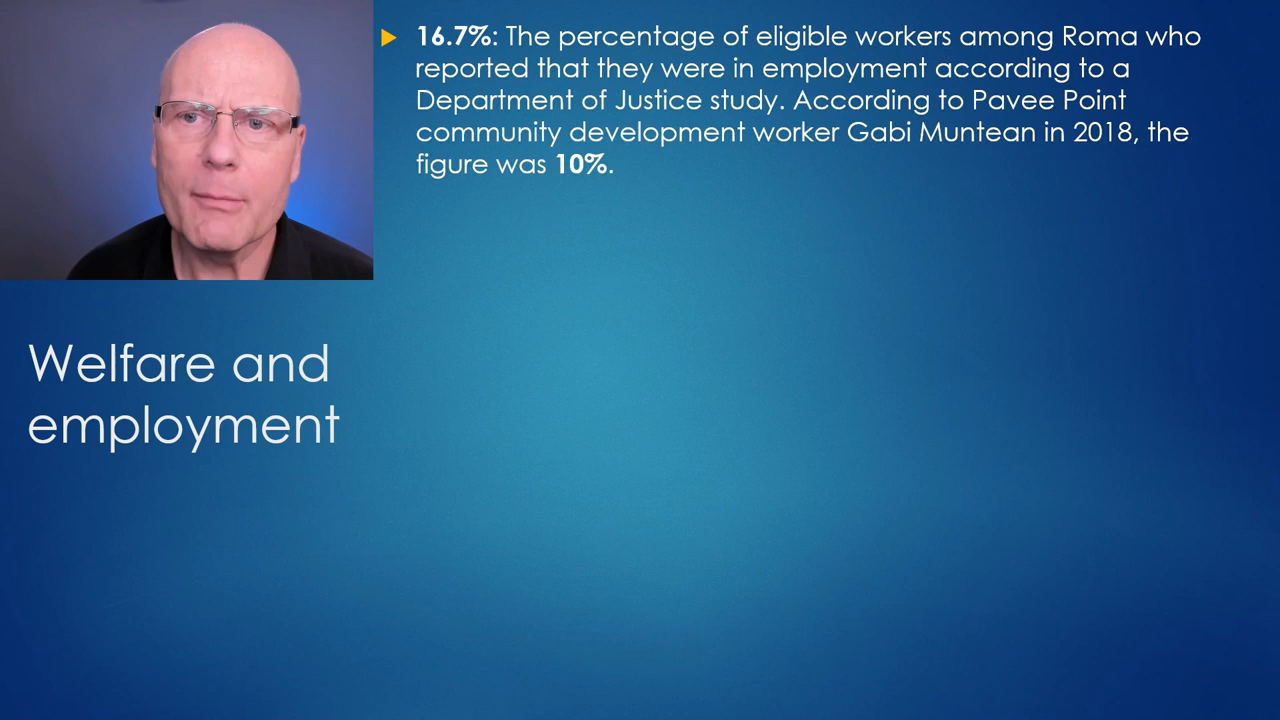 16.7%: The percentage of eligible workers among Roma who
reported that they were in employment according to a
Department of Justice study. According to Pavee Point
community development worker Gabi Muntean in 2018, the
figure was 10%.
Welfare and
employment